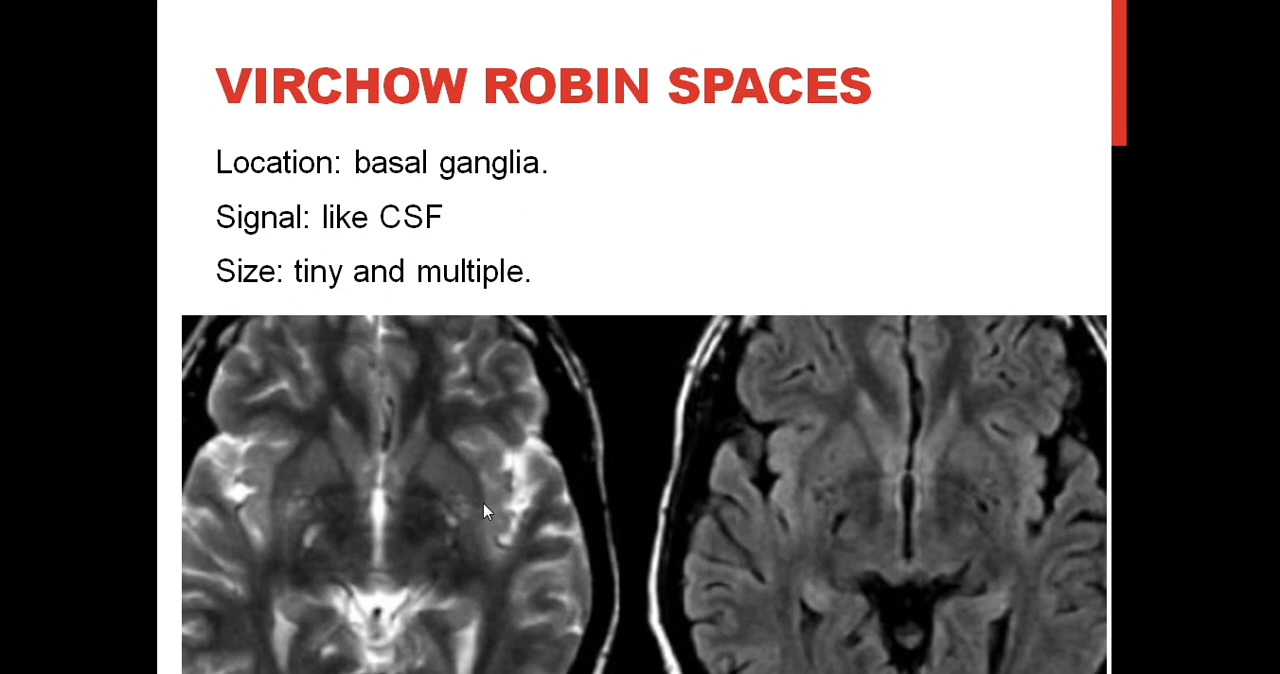 VIRCHOW ROBIN SPACES
Location: basal ganglia.
Signal: like CSF
Size: tiny and multiple.